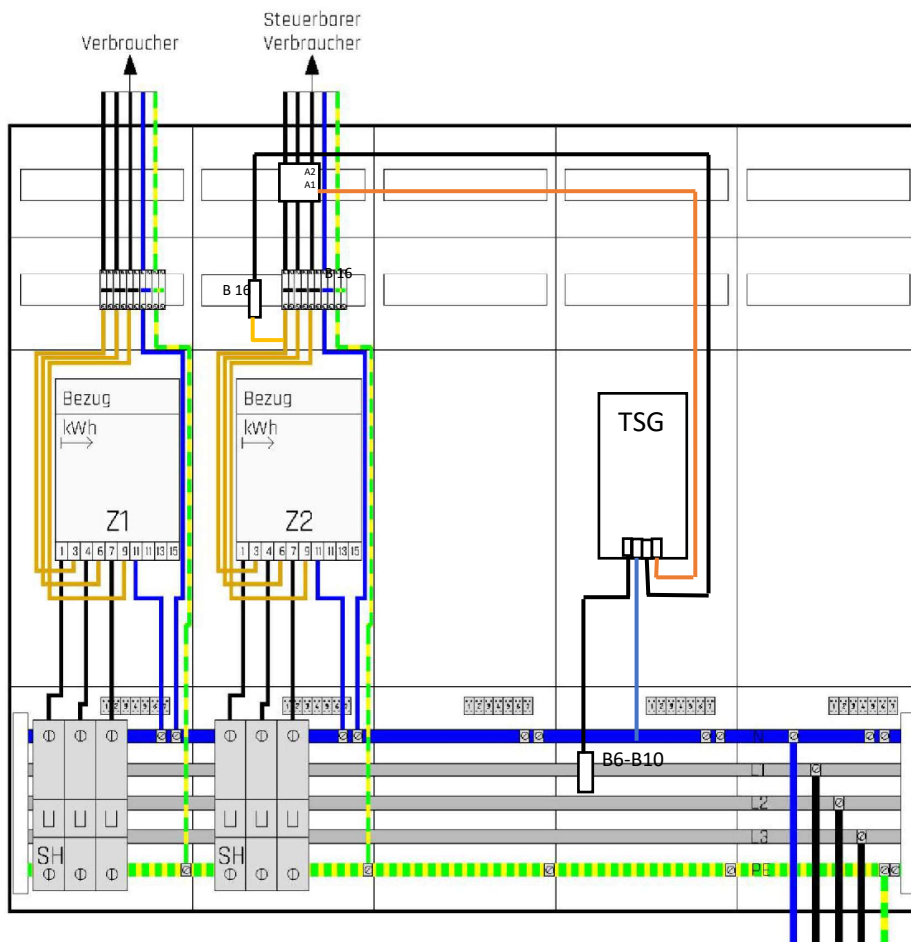 Steuerbarer
Verbraucher
Verbraucher
A2
A1
B 16
B 16
Bezug
kWh
Z1
1 3 4 6 7 9 11 11 13 15
Bezug
kWh
Z2
1 3 4 6 7 9 11 11 13 15
TSG
N
B6-B10
L1
L2
L3
SH
SH
PE